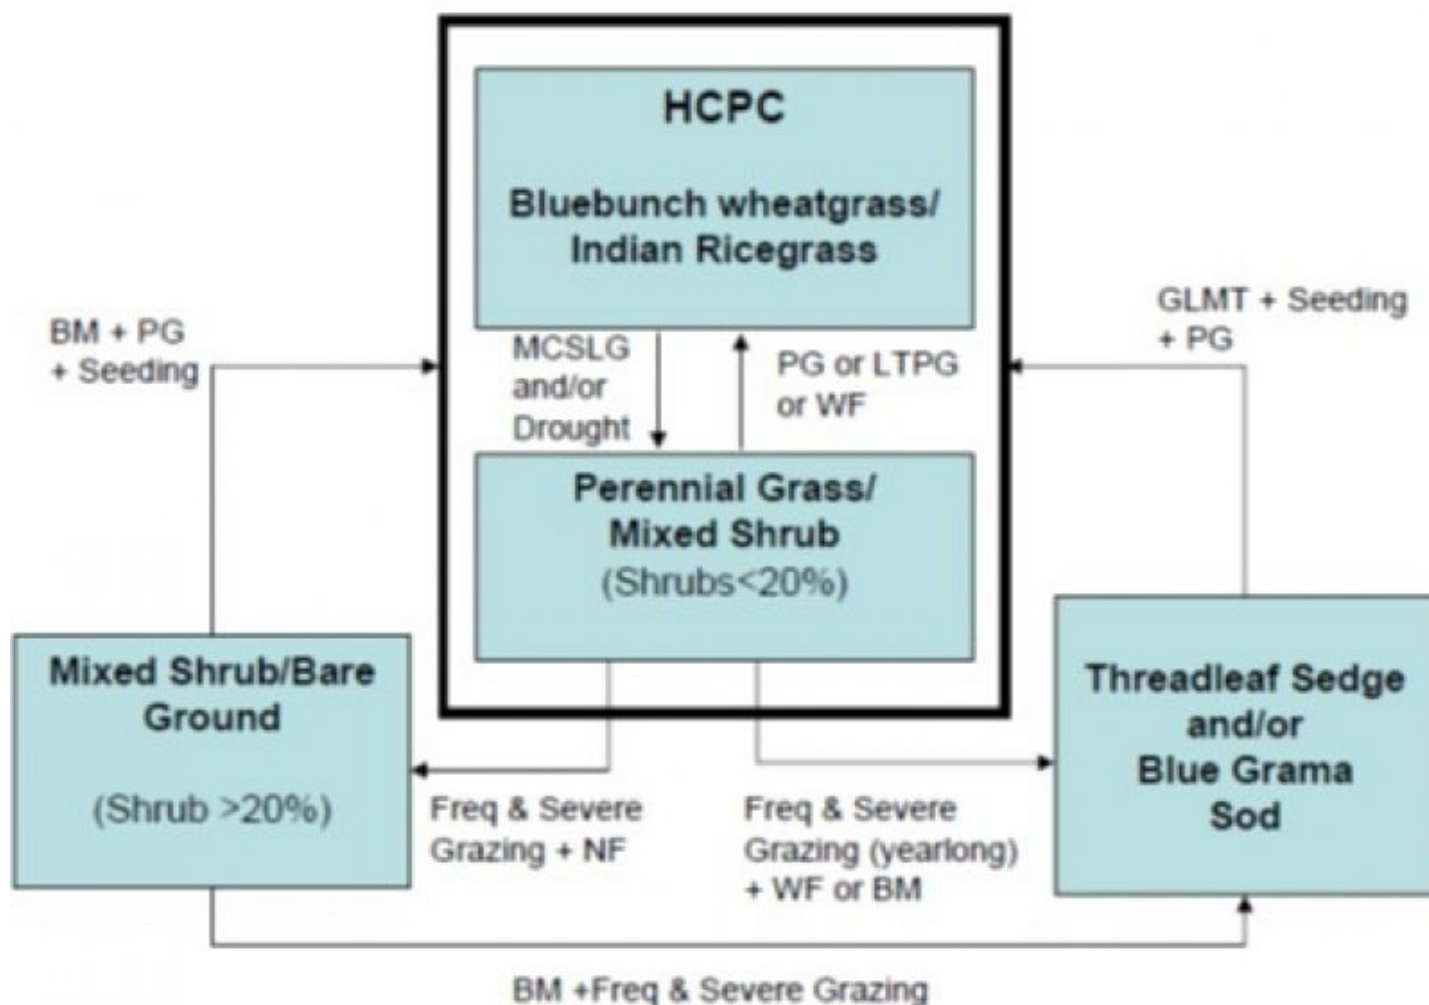 HCPC
Bluebunch wheatgrass/
Indian Ricegrass
BM + PG
+ Seeding
GLMT + Seeding
+ PG
MCSLG
and/or
Drought
PG or LTPG
or WF
Perennial Grass/
Mixed Shrub
(Shrubs<20%)
Mixed Shrub/Bare
Ground
(Shrub >20%)
Threadleaf Sedge
and/or
Blue Grama
Sod
Freq & Severe
Grazing + NF
Freq & Severe
Grazing (yearlong)
+ WF or BM
BM +Freq & Severe Grazing